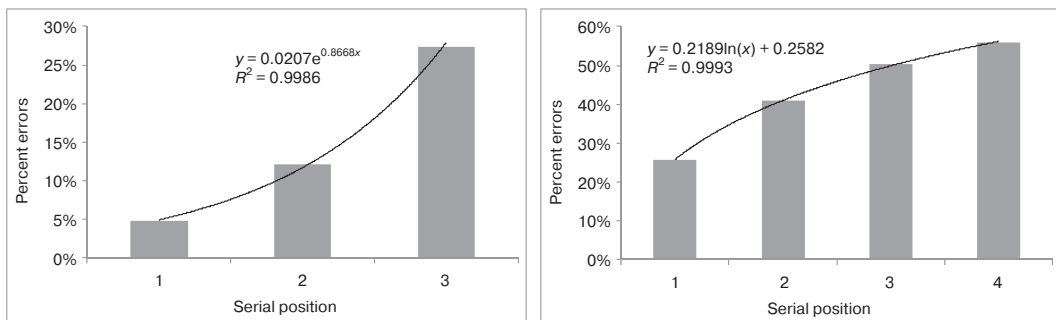 30%
25%
20%
15%
10%
5%
0%
Percent errors
y = 0.0207e^0.8668x
R² = 0.9986
1 2 3
Serial position
60%
50%
40%
30%
20%
10%
0%
Percent errors
y = 0.2189ln(x) + 0.2582
R² = 0.9993
1 2 3 4
Serial position